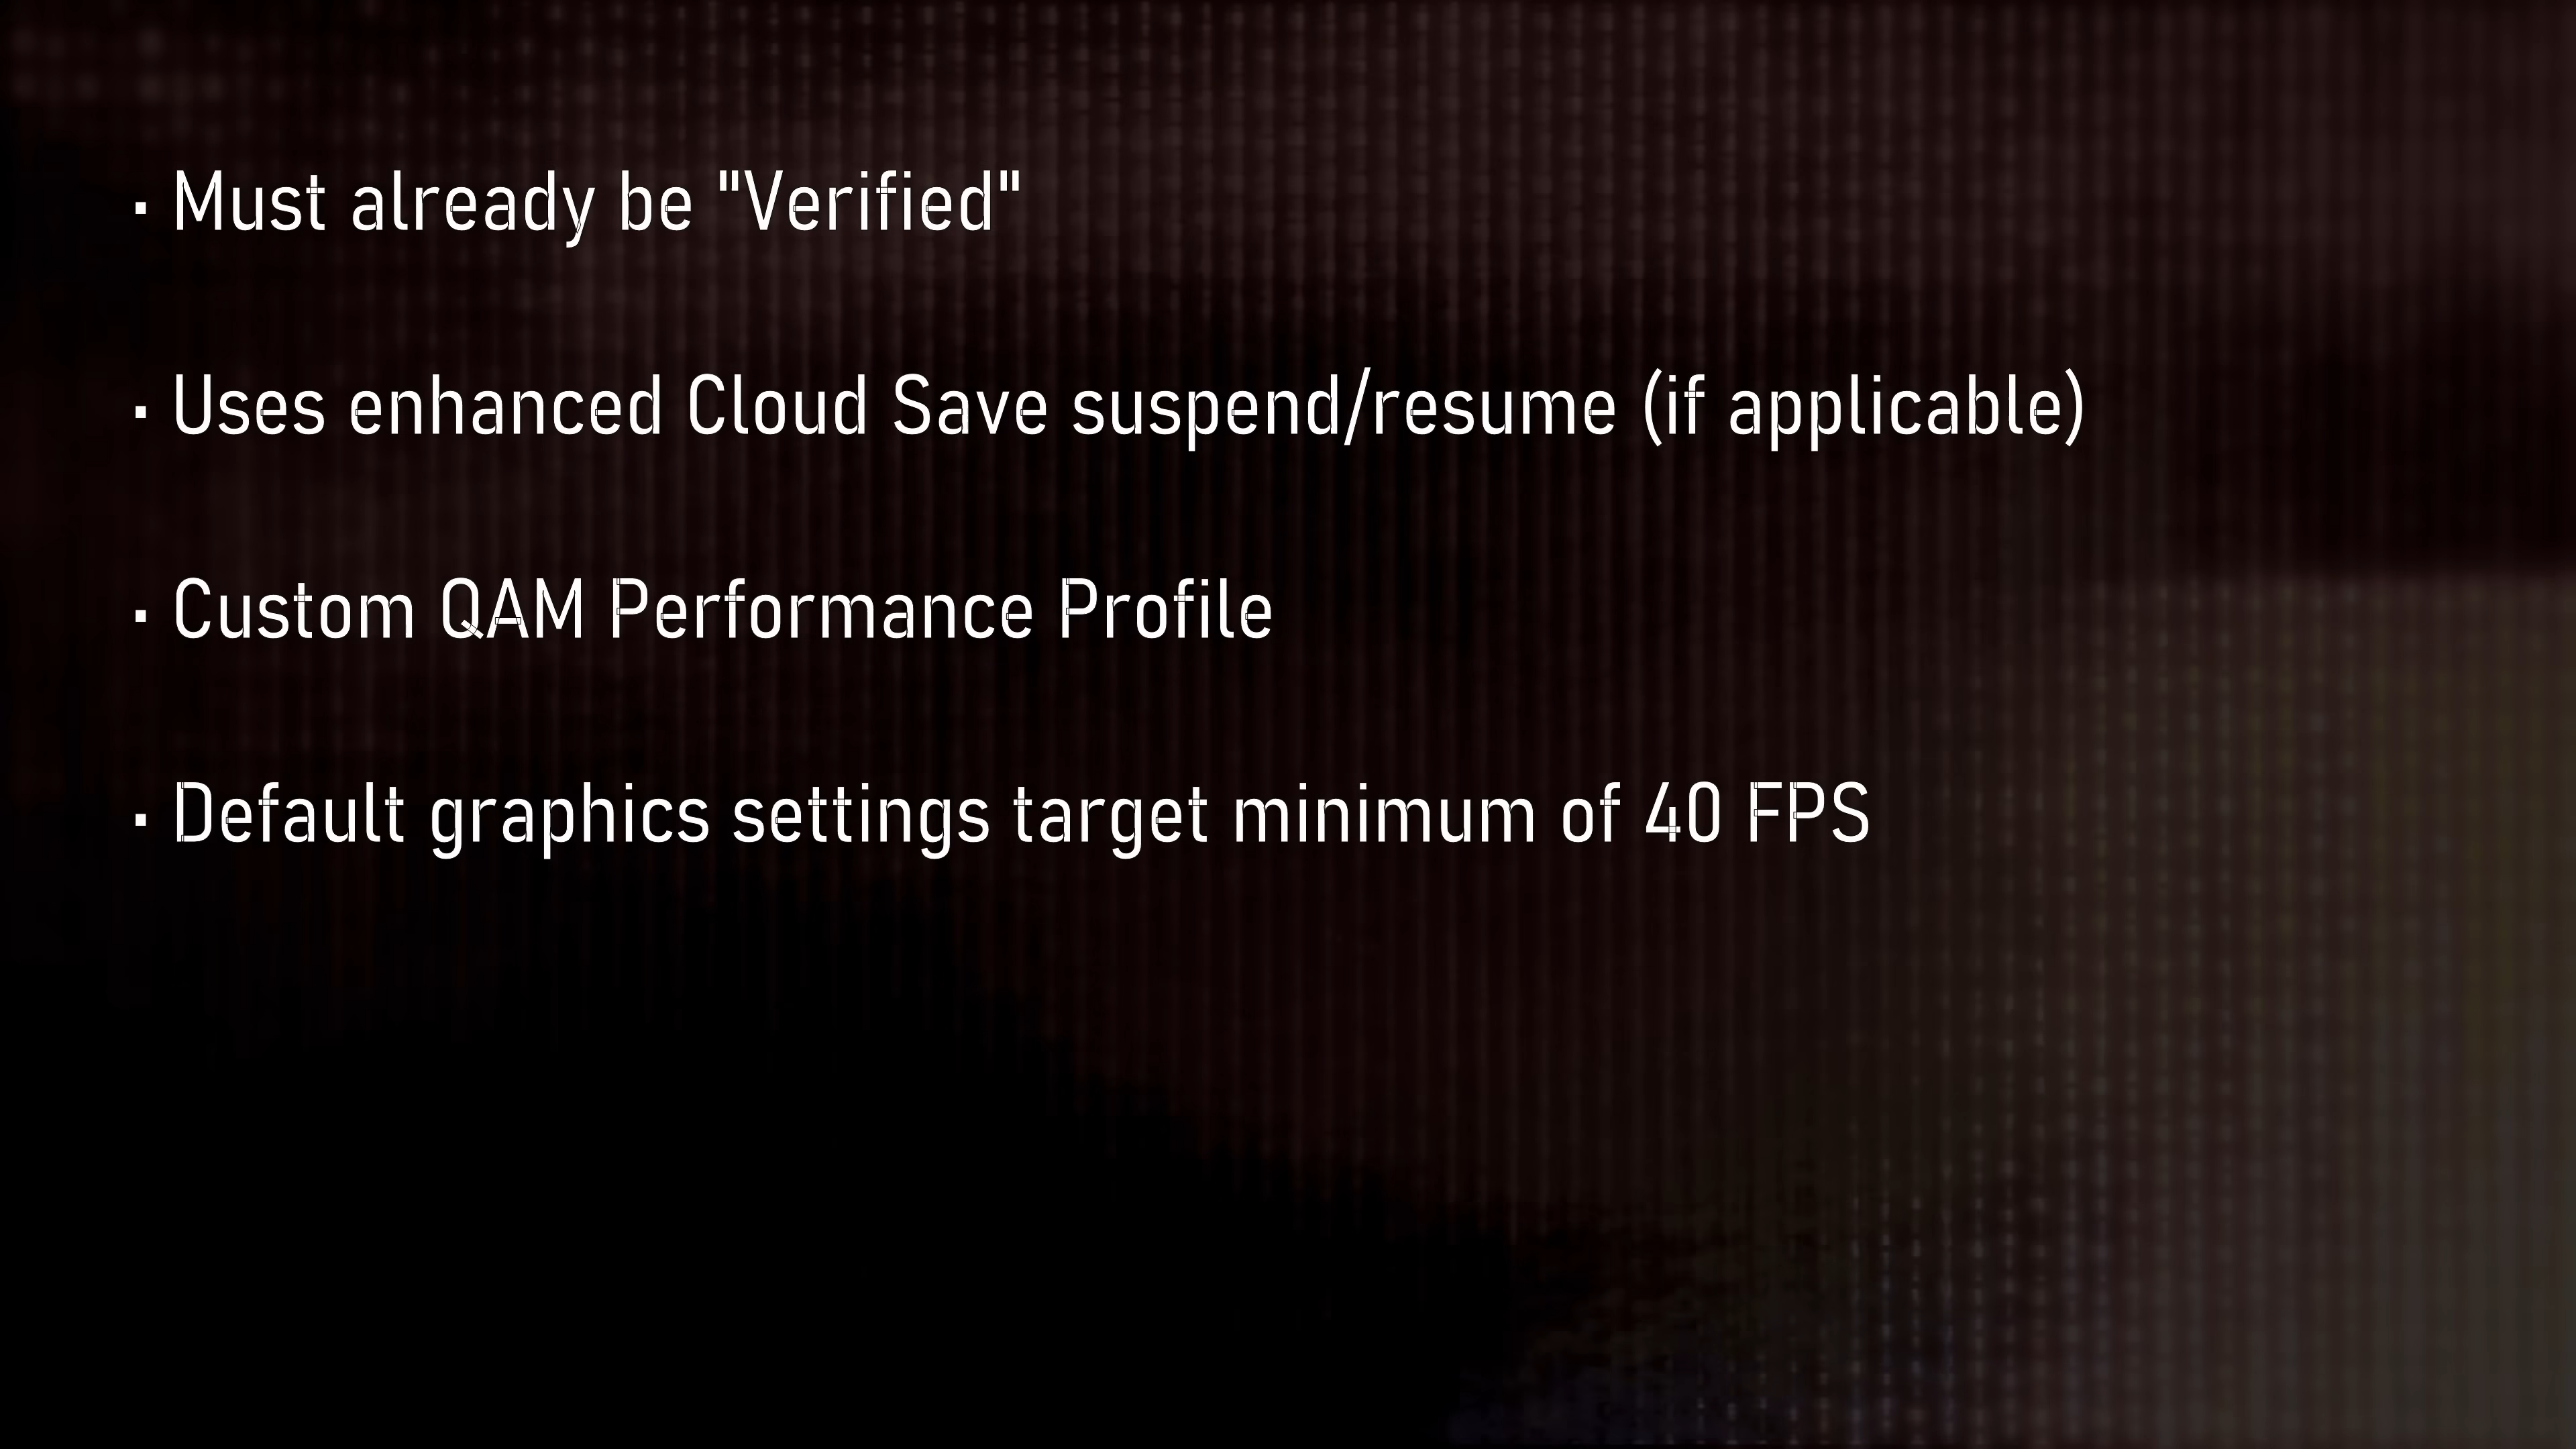 · Must already be "Verified"
· Uses enhanced Cloud Save suspend/resume (if applicable)
· Custom QAM Performance Profile
· Default graphics settings target minimum of 40 FPS